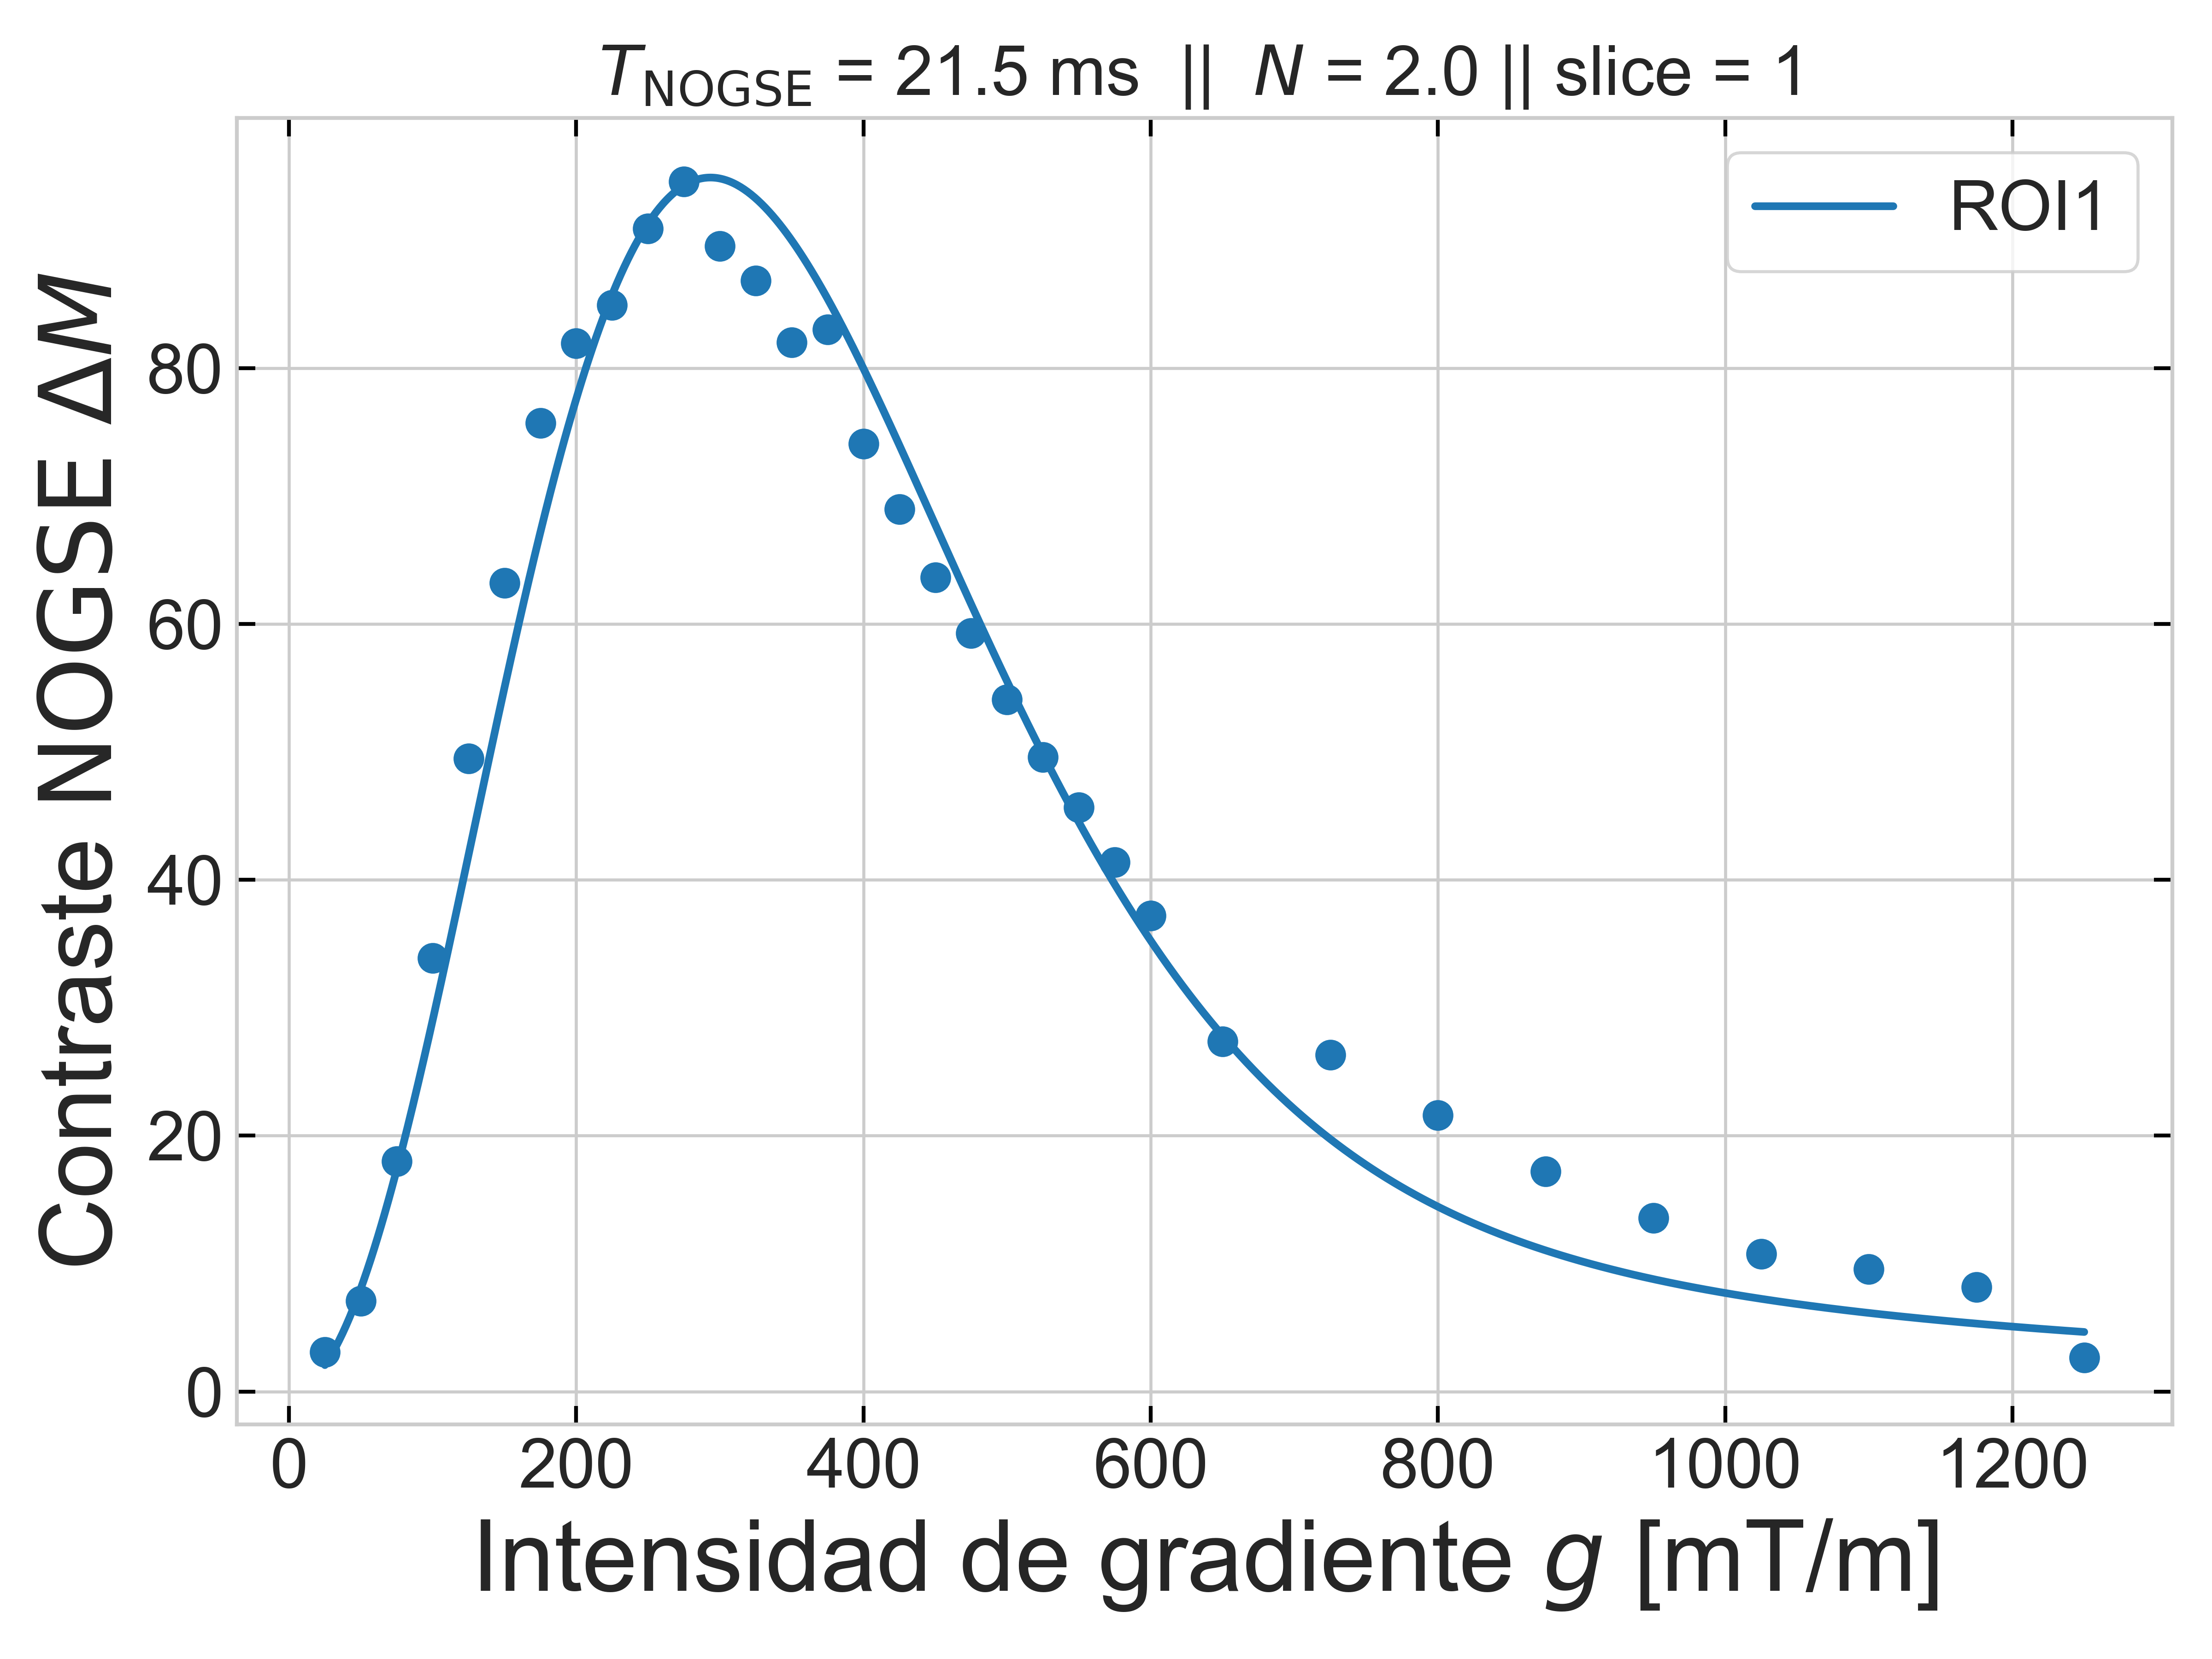 T_NOGSE = 21.5 ms || N = 2.0 || slice = 1
ROI1
Contraste NOGSE ΔM
80
60
40
20
0
0 200 400 600 800 1000 1200
Intensidad de gradiente g [mT/m]